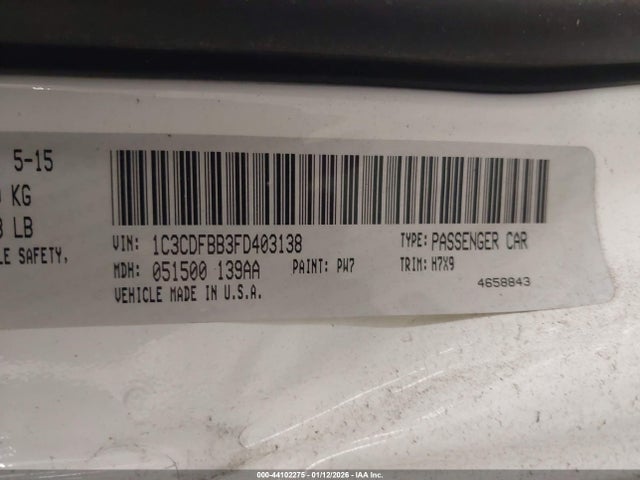 5-15
KG
LB
LE SAFETY,
VIN: 1C3CDFBB3FD403138 TYPE: PASSENGER CAR
MDH: 051500 139AA PAINT: PW7 TRIM: H7X9
VEHICLE MADE IN U.S.A. 4658843
000-44102275 - 01/12/2026 - IAA Inc.